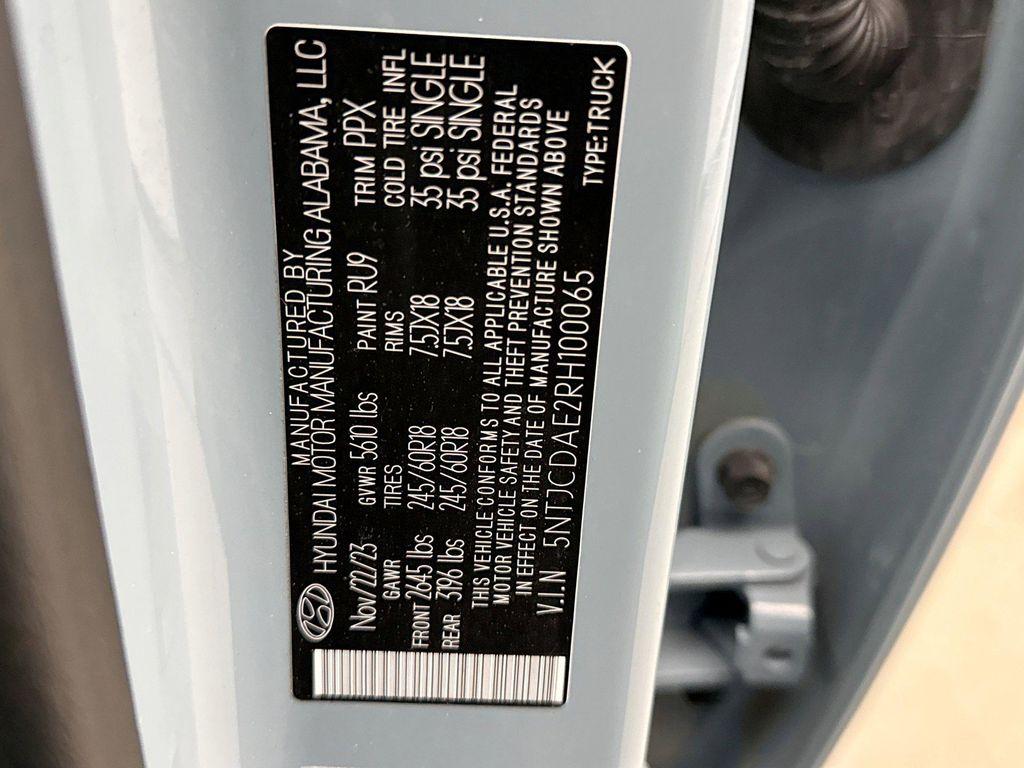 MANUFACTURED BY
HYUNDAI MOTOR MANUFACTURING ALABAMA, LLC
Nov/22/23 GVWR 5610 lbs PAINT RU9 TRIM PPX
GAWR TIRES RIMS COLD TIRE INFL
FRONT 2645 lbs 245/60R18 7.5JX18 35 psi SINGLE
REAR 3196 lbs 245/60R18 7.5JX18 35 psi SINGLE
THIS VEHICLE CONFORMS TO ALL APPLICABLE U.S.A. FEDERAL
MOTOR VEHICLE SAFETY AND THEFT PREVENTION STANDARDS
IN EFFECT ON THE DATE OF MANUFACTURE SHOWN ABOVE
V.I.N 5NTJCDAE2RH100065 TYPE:TRUCK